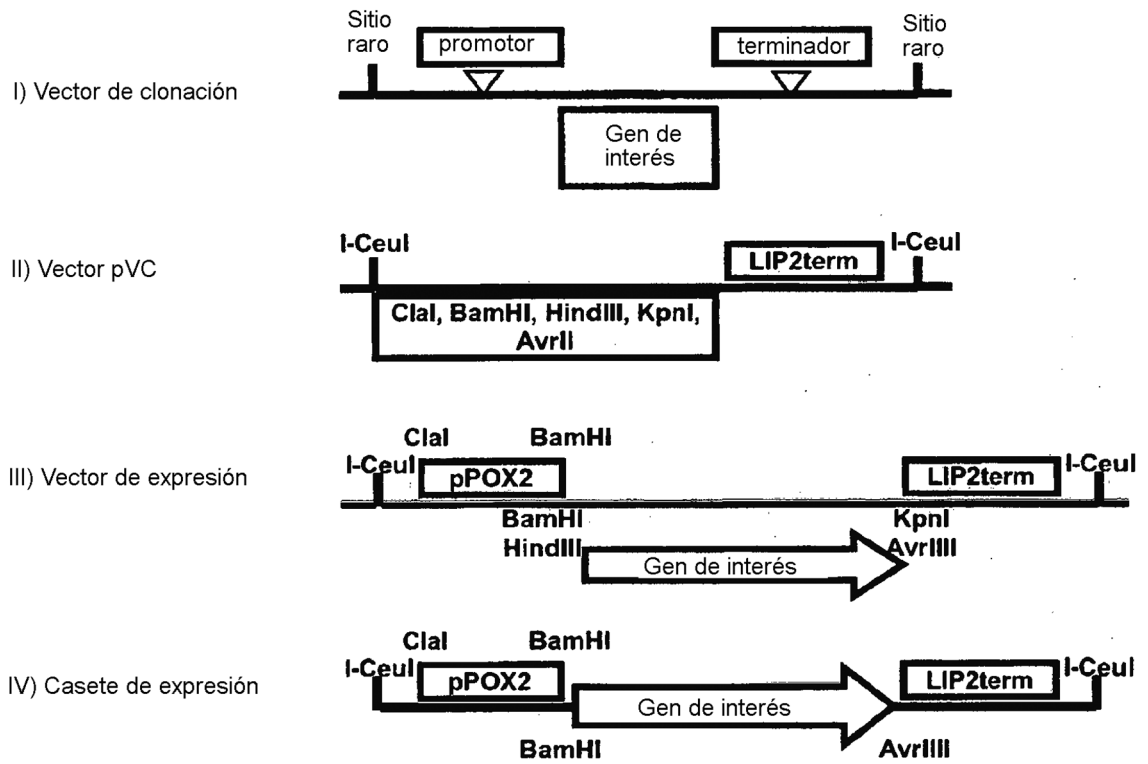 Sitio
raro
promotor
terminador
Sitio
raro
I) Vector de clonación
Gen de
interés
I-CeuI
LIP2term
I-CeuI
II) Vector pVC
ClaI, BamHI, HindIII, KpnI,
AvrII
ClaI
BamHI
I-CeuI
pPOX2
LIP2term
I-CeuI
III) Vector de expresión
BamHI
HindIII
KpnI
AvrIIII
Gen de interés
ClaI
BamHI
I-CeuI
pPOX2
LIP2term
I-CeuI
IV) Casete de expresión
Gen de interés
BamHI
AvrIIII